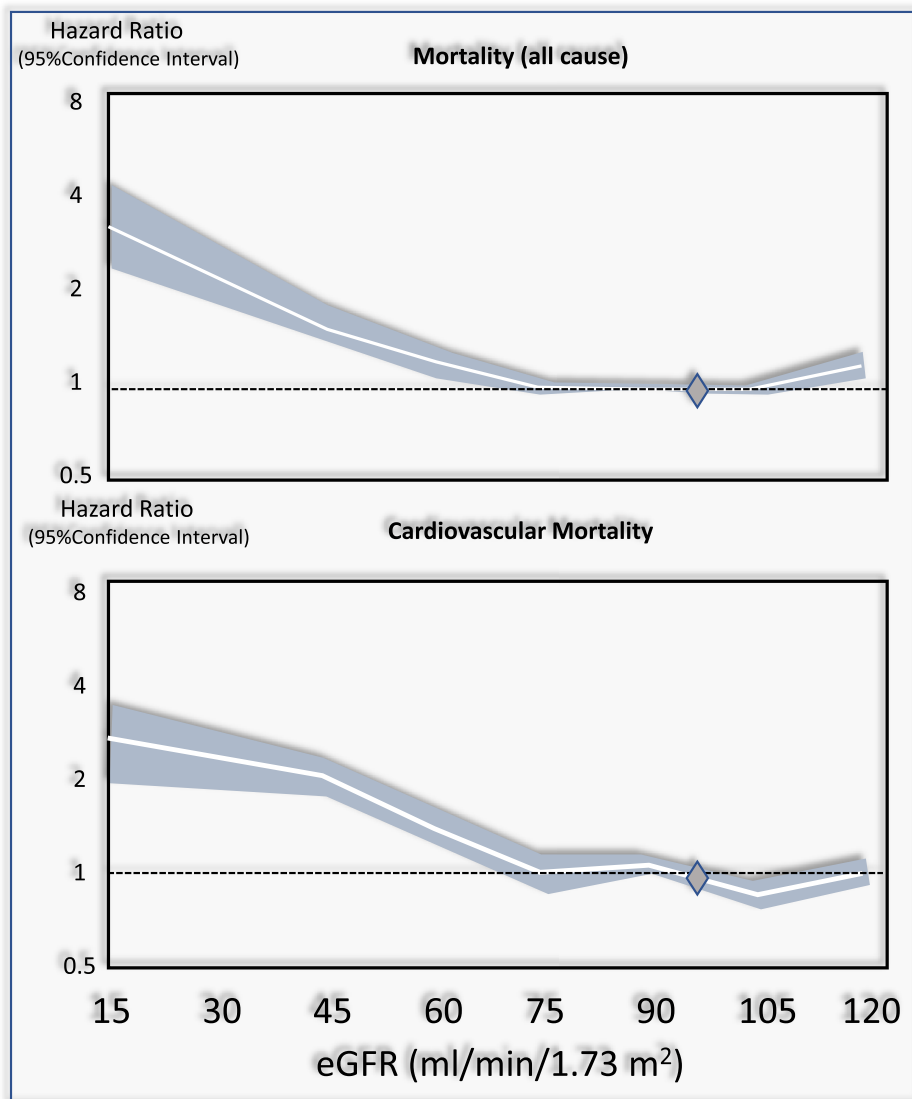 Hazard Ratio
(95%Confidence Interval)
Mortality (all cause)
8
4
2
1
0.5
Hazard Ratio
(95%Confidence Interval)
Cardiovascular Mortality
8
4
2
1
0.5
15 30 45 60 75 90 105 120
eGFR (ml/min/1.73 m²)